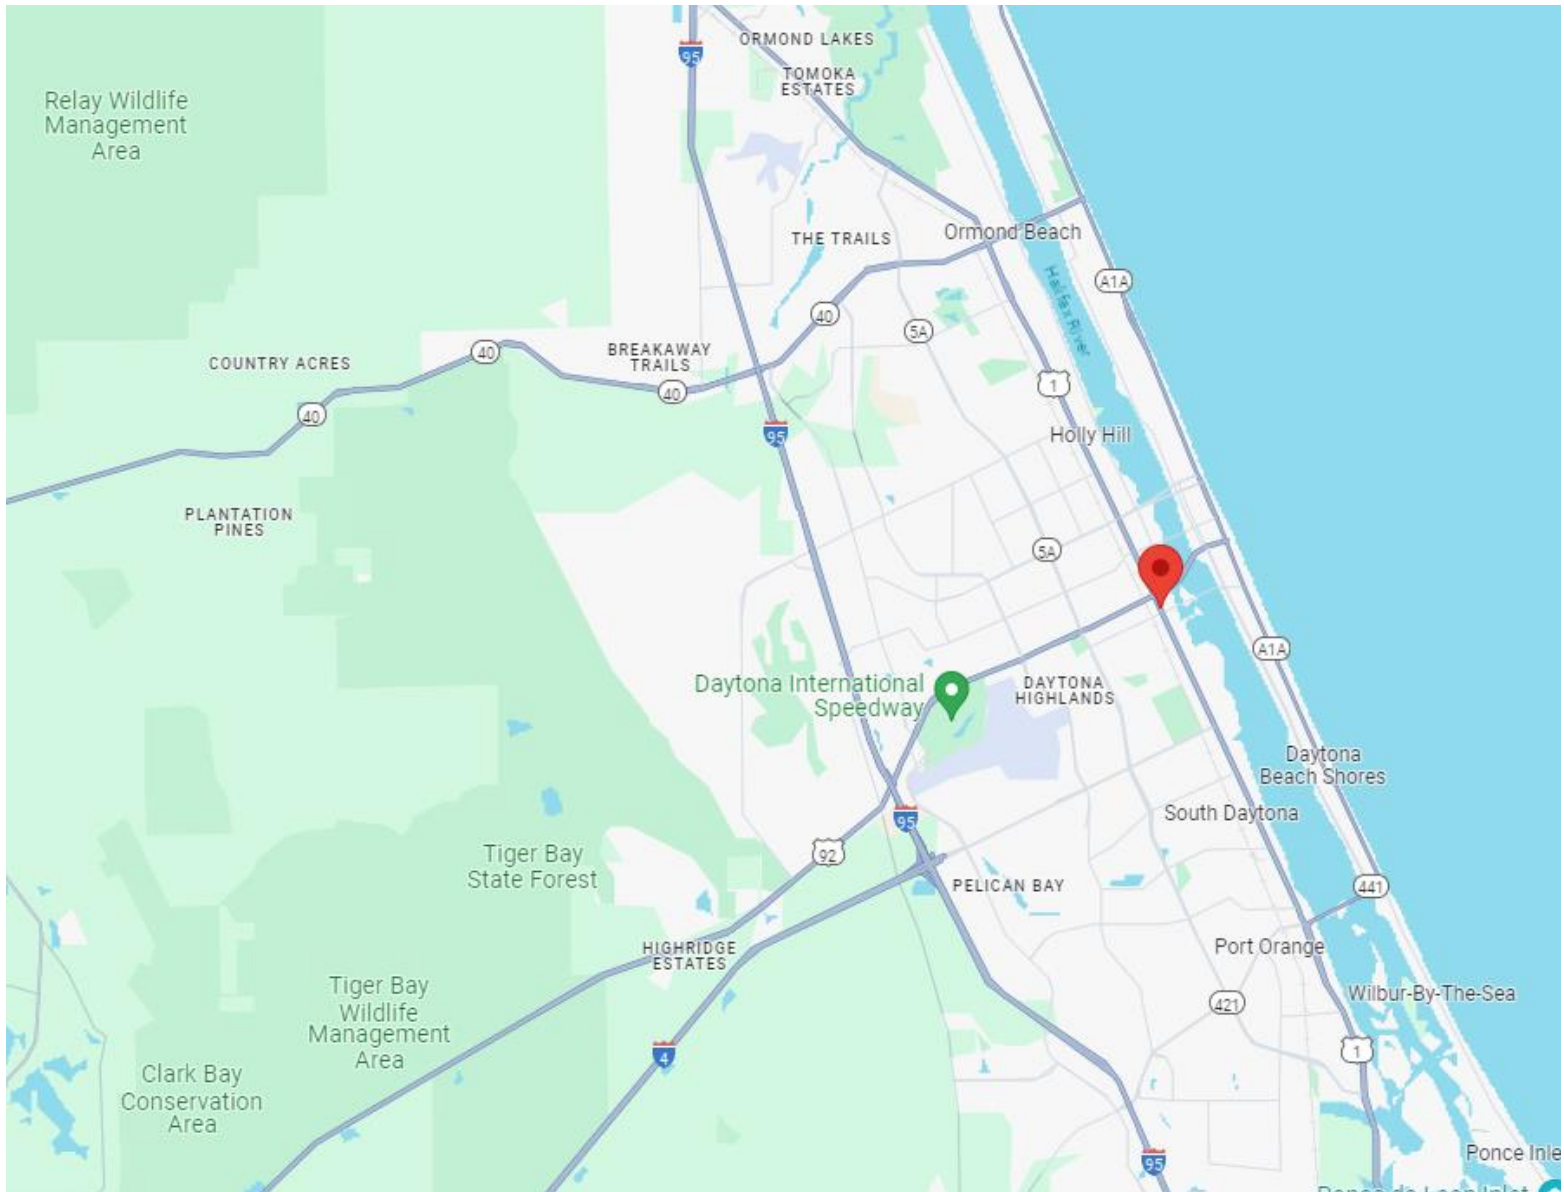 95
ORMOND LAKES
TOMOKA
ESTATES
Relay Wildlife
Management
Area
THE TRAILS
Ormond Beach
A1A
Halifax River
40
5A
COUNTRY ACRES
40
BREAKAWAY
TRAILS
40
40
1
95
Holly Hill
PLANTATION
PINES
5A
A1A
Daytona International
Speedway
DAYTONA
HIGHLANDS
Daytona
Beach Shores
South Daytona
95
92
Tiger Bay
State Forest
PELICAN BAY
441
HIGHRIDGE
ESTATES
Port Orange
Tiger Bay
Wildlife
Management
Area
Wilbur-By-The-Sea
421
4
1
Clark Bay
Conservation
Area
95
Ponce Inle